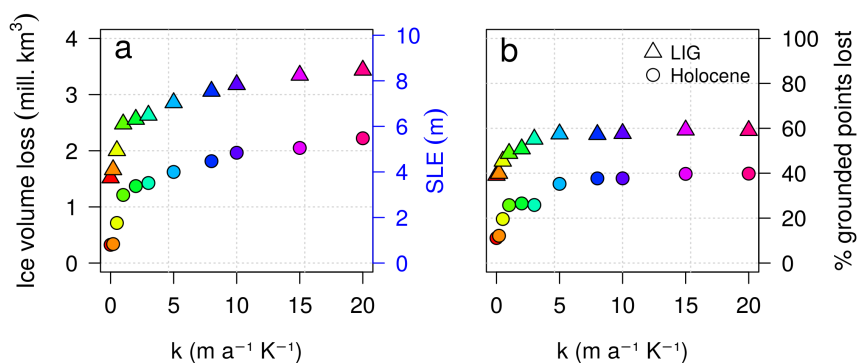 a
Ice volume loss (mill. km³)
4
3
2
1
0
0 5 10 15 20
k (m a⁻¹ K⁻¹)
10
8
6
4
2
0
SLE (m)
b
LIG
Holocene
100
80
60
40
20
0
% grounded points lost
0 5 10 15 20
k (m a⁻¹ K⁻¹)